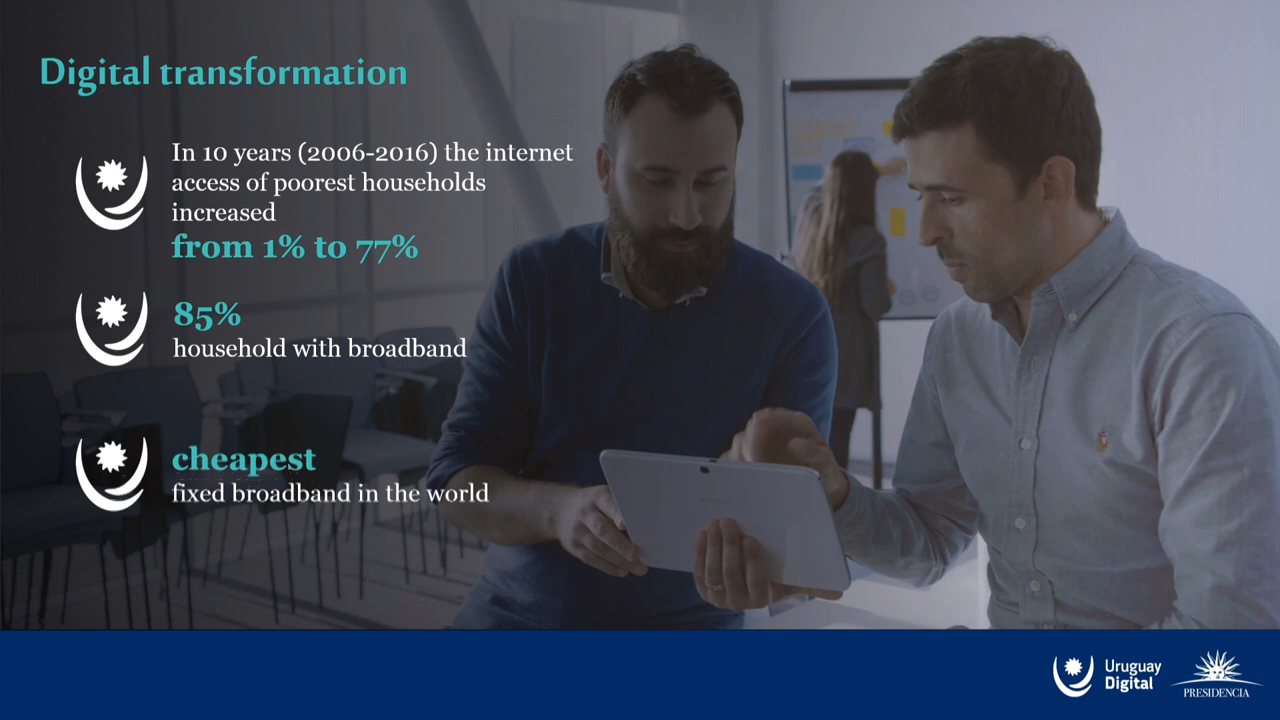 Digital transformation
In 10 years (2006-2016) the internet
access of poorest households
increased
from 1% to 77%
85%
household with broadband
cheapest
fixed broadband in the world
Uruguay
Digital
PRESIDENCIA